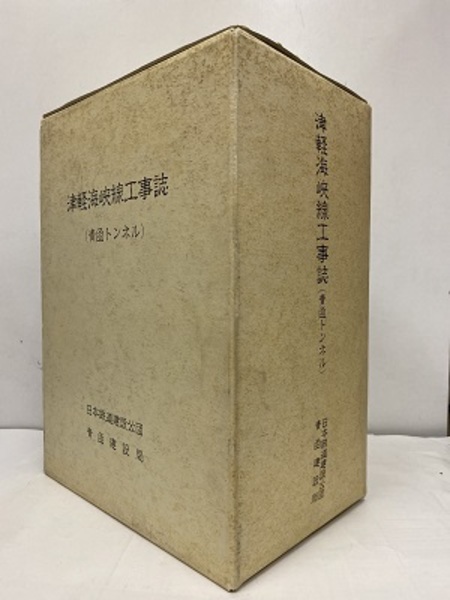 津軽海峡線工事誌
(青函トンネル)
日本鉄道建設公団
青函建設局
津軽海峡線工事誌(青函トンネル)
日本鉄道建設公団
青函建設局